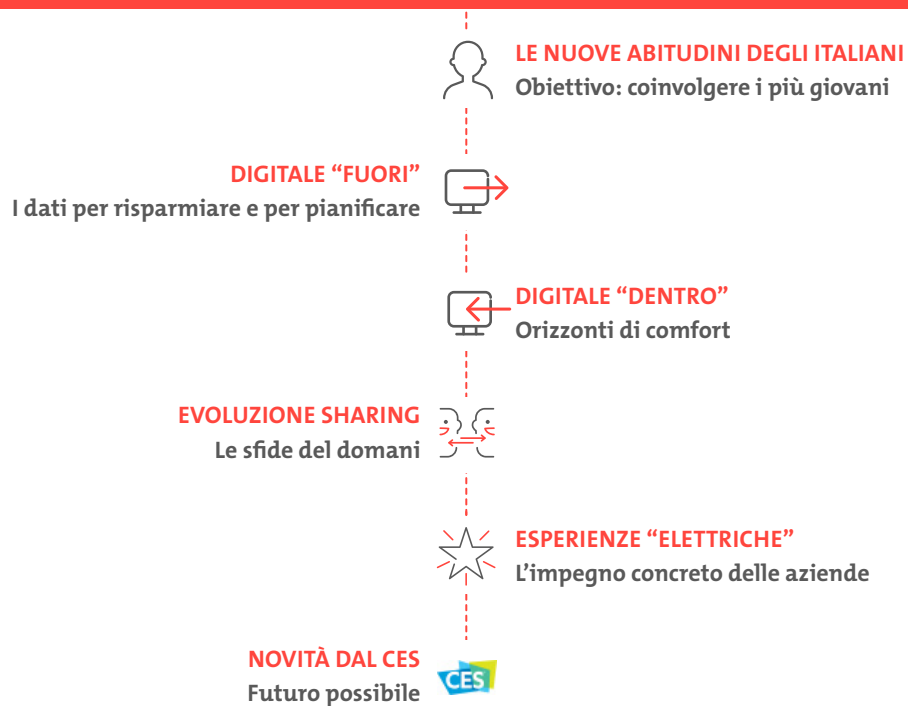 LE NUOVE ABITUDINI DEGLI ITALIANI
Obiettivo: coinvolgere i più giovani
DIGITALE “FUORI”
I dati per risparmiare e per pianificare
DIGITALE “DENTRO”
Orizzonti di comfort
EVOLUZIONE SHARING
Le sfide del domani
ESPERIENZE “ELETTRICHE”
L’impegno concreto delle aziende
NOVITÀ DAL CES
Futuro possibile
CES